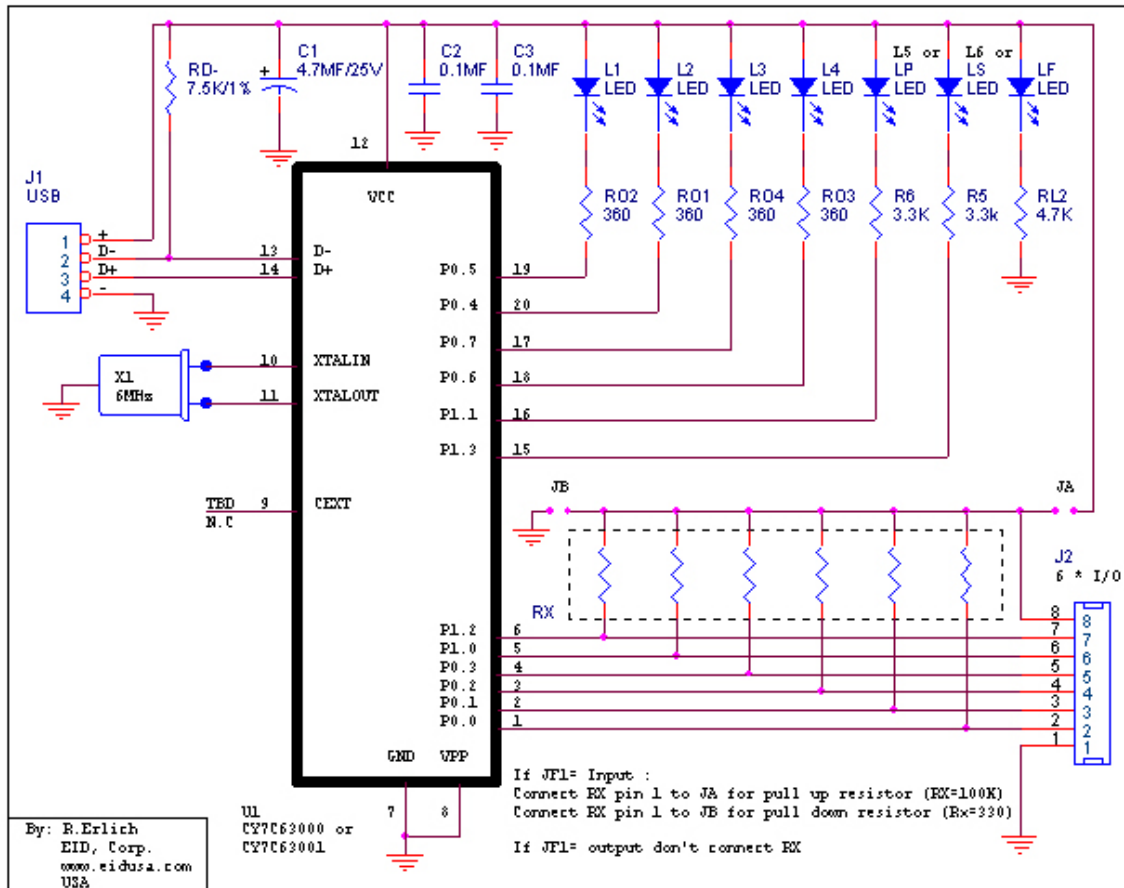 RD-
7.5K/1%
+
C1
4.7MF/25V
C2
0.1MF
C3
0.1MF
L1
LED
L2
LED
L3
LED
L4
LED
L5 or
LP
LED
L6 or
LS
LED
LF
LED
12
VCC
RO2
360
RO1
360
RO4
360
RO3
360
R6
3.3K
R5
3.3k
RL2
4.7K
J1
USB
1
2
3
4
+
D-
D+
-
13
14
D-
D+
P0.5
19
P0.4
20
P0.7
17
P0.6
18
P1.1
16
P1.3
15
X1
6MHz
10
11
XTALIN
XTALOUT
TBD
N.C
9
CEXT
JB
JA
RX
J2
6 * I/O
P1.2
6
P1.0
5
P0.3
4
P0.2
3
P0.1
2
P0.0
1
8
7
6
5
4
3
2
1
8
7
6
5
4
3
2
1
GND
VPP
7
8
U1
CY7C63000 or
CY7C63001
If JF1= Input :
Connect RX pin 1 to JA for pull up resistor (RX=100K)
Connect RX pin 1 to JB for pull down resistor (Rx=330)
If JF1= output don't connect RX
By: R.Erlich
EID, Corp.
www.eidusa.com
USA